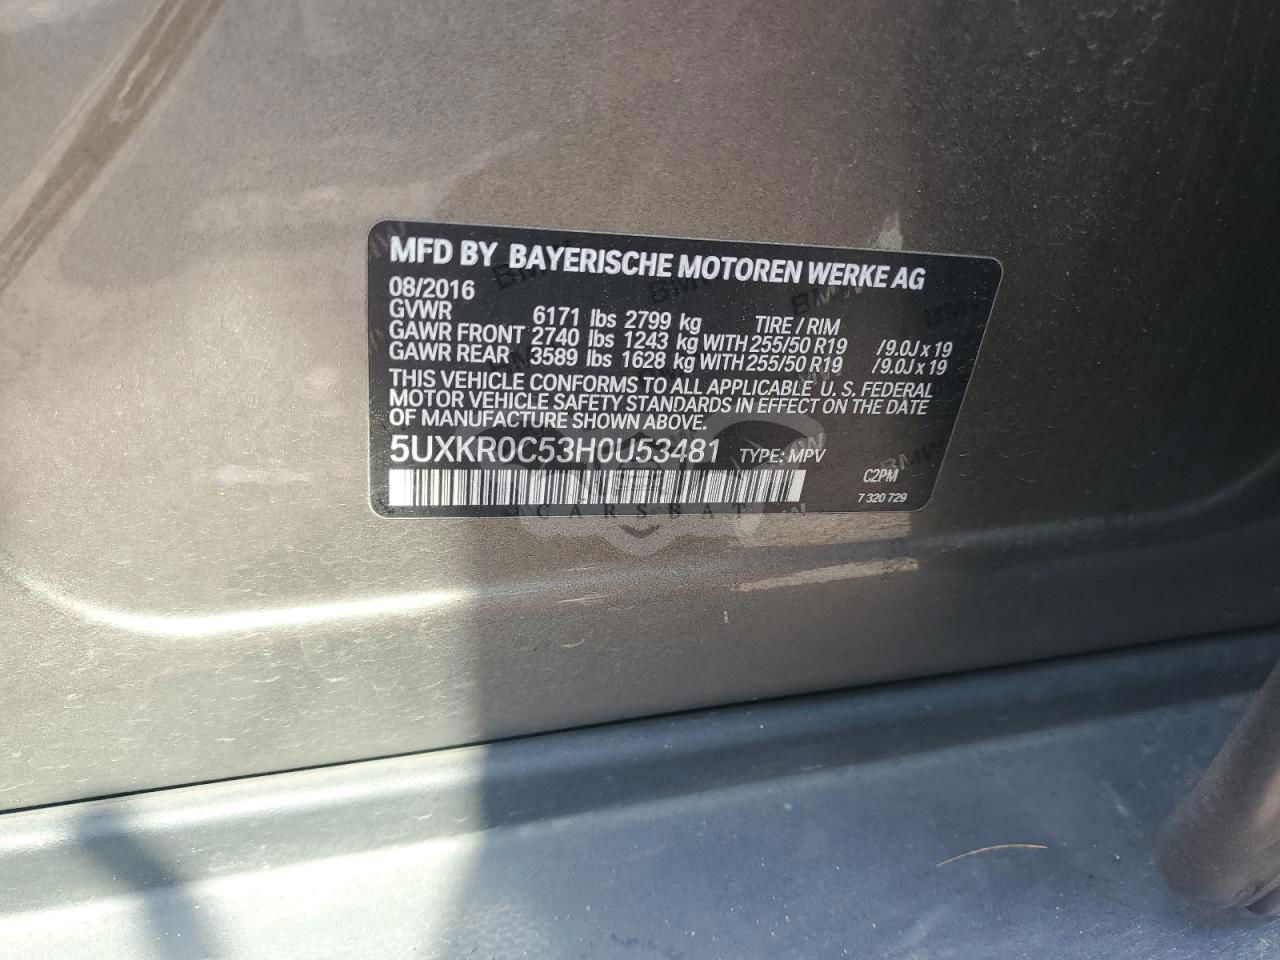 MFD BY BAYERISCHE MOTOREN WERKE AG
08/2016
GVWR 6171 lbs 2799 kg TIRE / RIM
GAWR FRONT 2740 lbs 1243 kg WITH 255/50 R19 /9.0J x 19
GAWR REAR 3589 lbs 1628 kg WITH 255/50 R19 /9.0J x 19
THIS VEHICLE CONFORMS TO ALL APPLICABLE U. S. FEDERAL
MOTOR VEHICLE SAFETY STANDARDS IN EFFECT ON THE DATE
OF MANUFACTURE SHOWN ABOVE.
5UXKR0C53H0U53481 TYPE: MPV
C2PM
7 320 729
CARSBAT